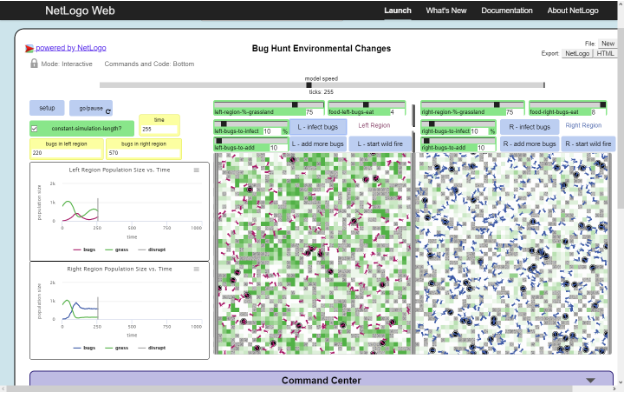 NetLogo Web
Launch What's New Documentation About NetLogo
powered by NetLogo
Bug Hunt Environmental Changes
File: New
Export: NetLogo HTML
Mode: Interactive Commands and Code: Bottom
model speed
ticks: 255
setup go/pause
time
255
constant-simulation-length?
bugs in left region
220
bugs in right region
570
left-region-%-grassland 75 food-left-bugs-eat 4
left-bugs-to-infect 10 % L - infect bugs Left Region
left-bugs-to-add 10 L - add more bugs L - start wild fire
right-region-%-grassland 75 food-right-bugs-eat 6
right-bugs-to-infect 10 % R - infect bugs Right Region
right-bugs-to-add 10 R - add more bugs R - start wild fire
Left Region Population Size vs. Time
population size
2k
1k
0
0 250 500 750 1000
time
bugs grass disrupt
Right Region Population Size vs. Time
population size
2k
1k
0
0 250 500 750 1000
time
bugs grass disrupt
Command Center